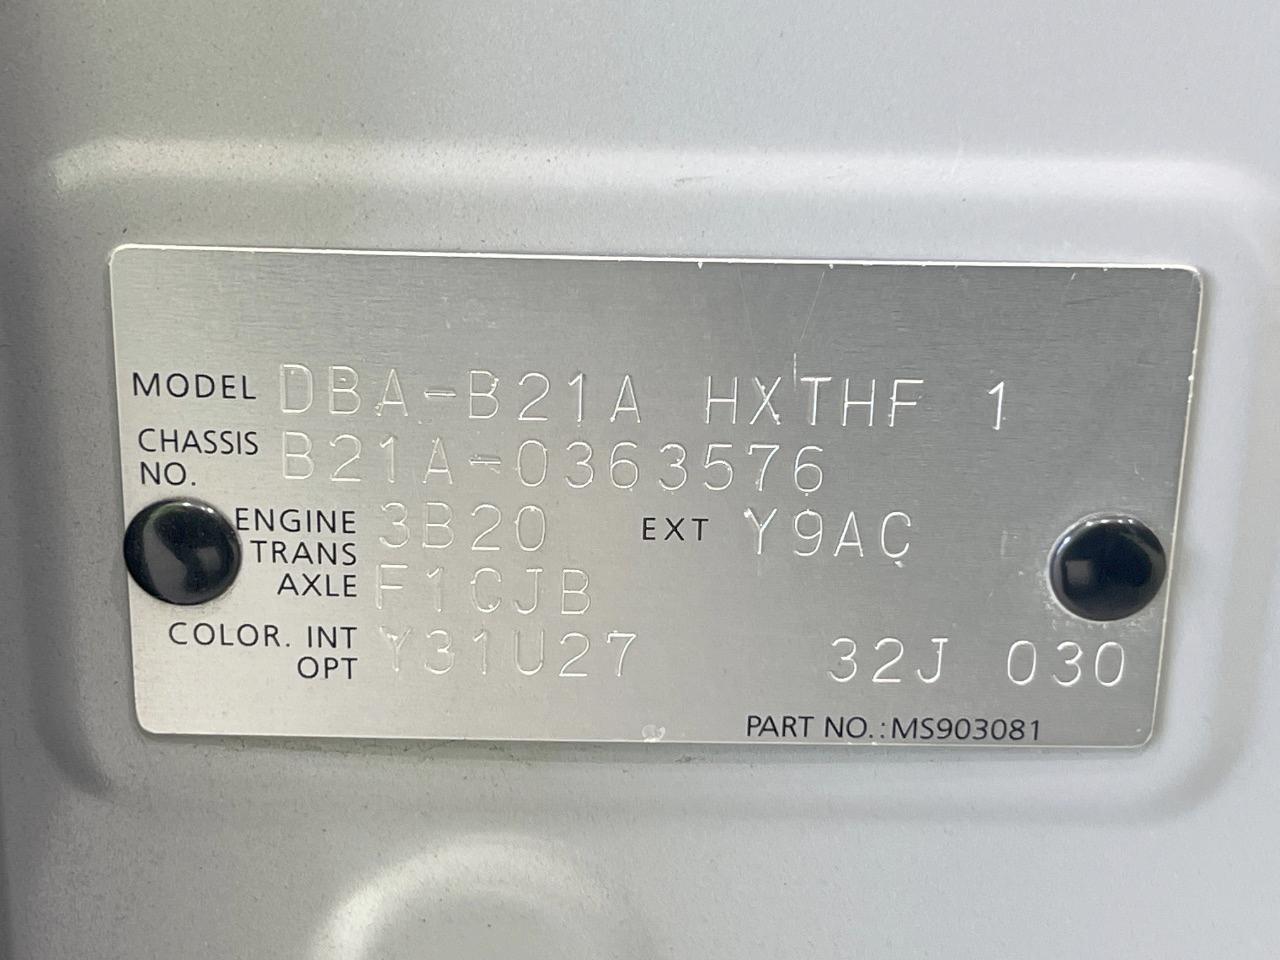 MODEL DBA-B21A HXTHF 1
CHASSIS NO. B21A-0363576
ENGINE 3B20 EXT Y9AC
TRANS AXLE F1CJB
COLOR. INT OPT Y31U27 32J 030
PART NO.:MS903081